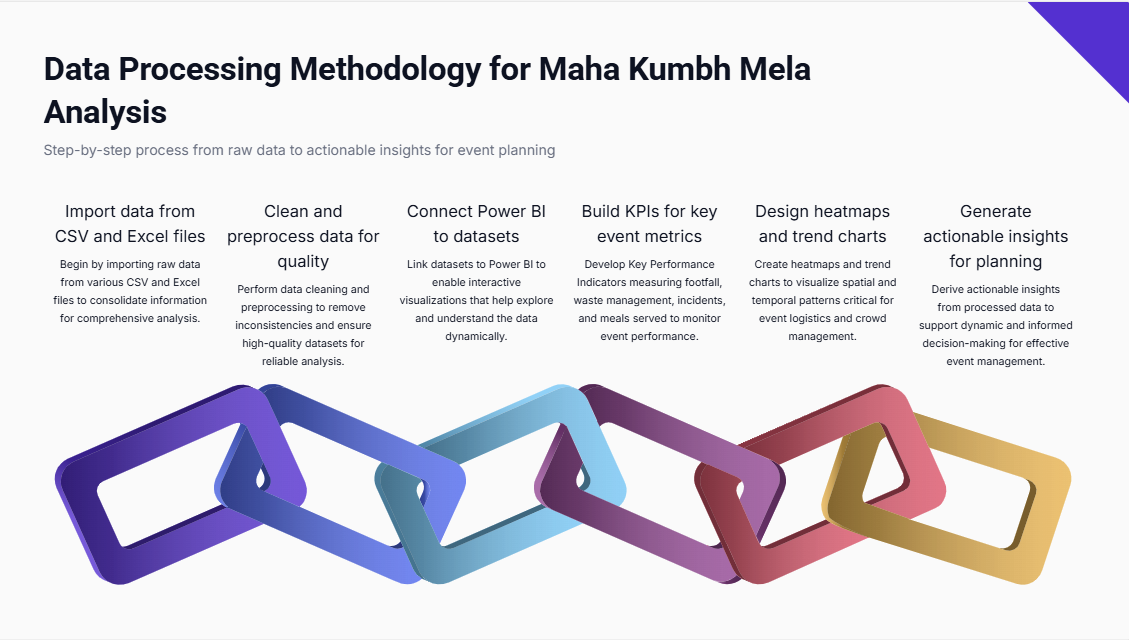 Data Processing Methodology for Maha Kumbh Mela
Analysis
Step-by-step process from raw data to actionable insights for event planning
Import data from
CSV and Excel files
Begin by importing raw data
from various CSV and Excel
files to consolidate information
for comprehensive analysis.
Clean and
preprocess data for
quality
Perform data cleaning and
preprocessing to remove
inconsistencies and ensure
high-quality datasets for
reliable analysis.
Connect Power BI
to datasets
Link datasets to Power BI to
enable interactive
visualizations that help explore
and understand the data
dynamically.
Build KPIs for key
event metrics
Develop Key Performance
Indicators measuring footfall,
waste management, incidents,
and meals served to monitor
event performance.
Design heatmaps
and trend charts
Create heatmaps and trend
charts to visualize spatial and
temporal patterns critical for
event logistics and crowd
management.
Generate
actionable insights
for planning
Derive actionable insights
from processed data to
support dynamic and informed
decision-making for effective
event management.